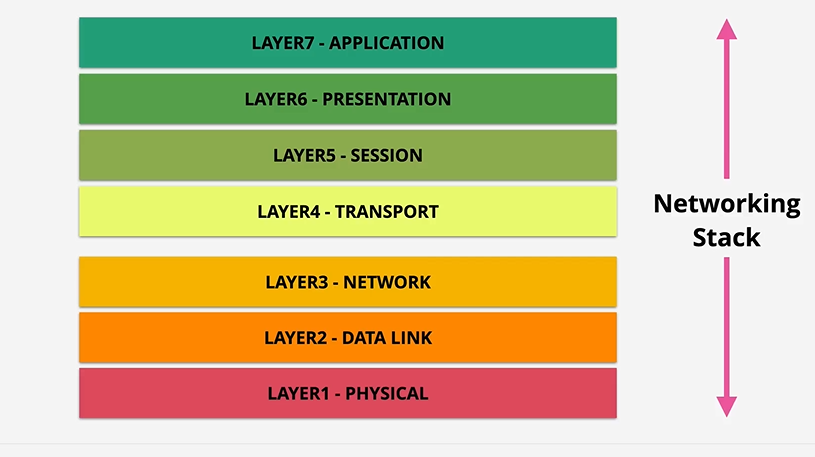 LAYER7 - APPLICATION
LAYER6 - PRESENTATION
LAYER5 - SESSION
LAYER4 - TRANSPORT
LAYER3 - NETWORK
LAYER2 - DATA LINK
LAYER1 - PHYSICAL
Networking
Stack